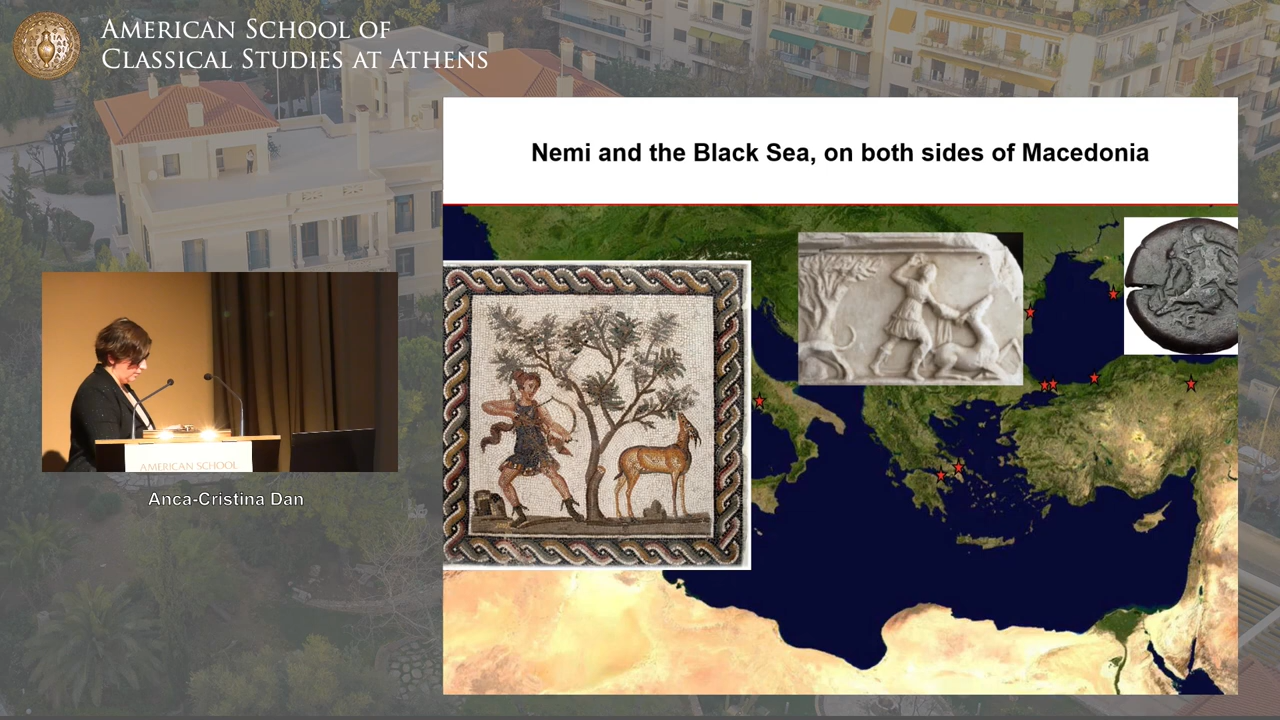 AMERICAN SCHOOL OF
CLASSICAL STUDIES AT ATHENS
Nemi and the Black Sea, on both sides of Macedonia
AMERICAN SCHOOL
Anca-Cristina Dan